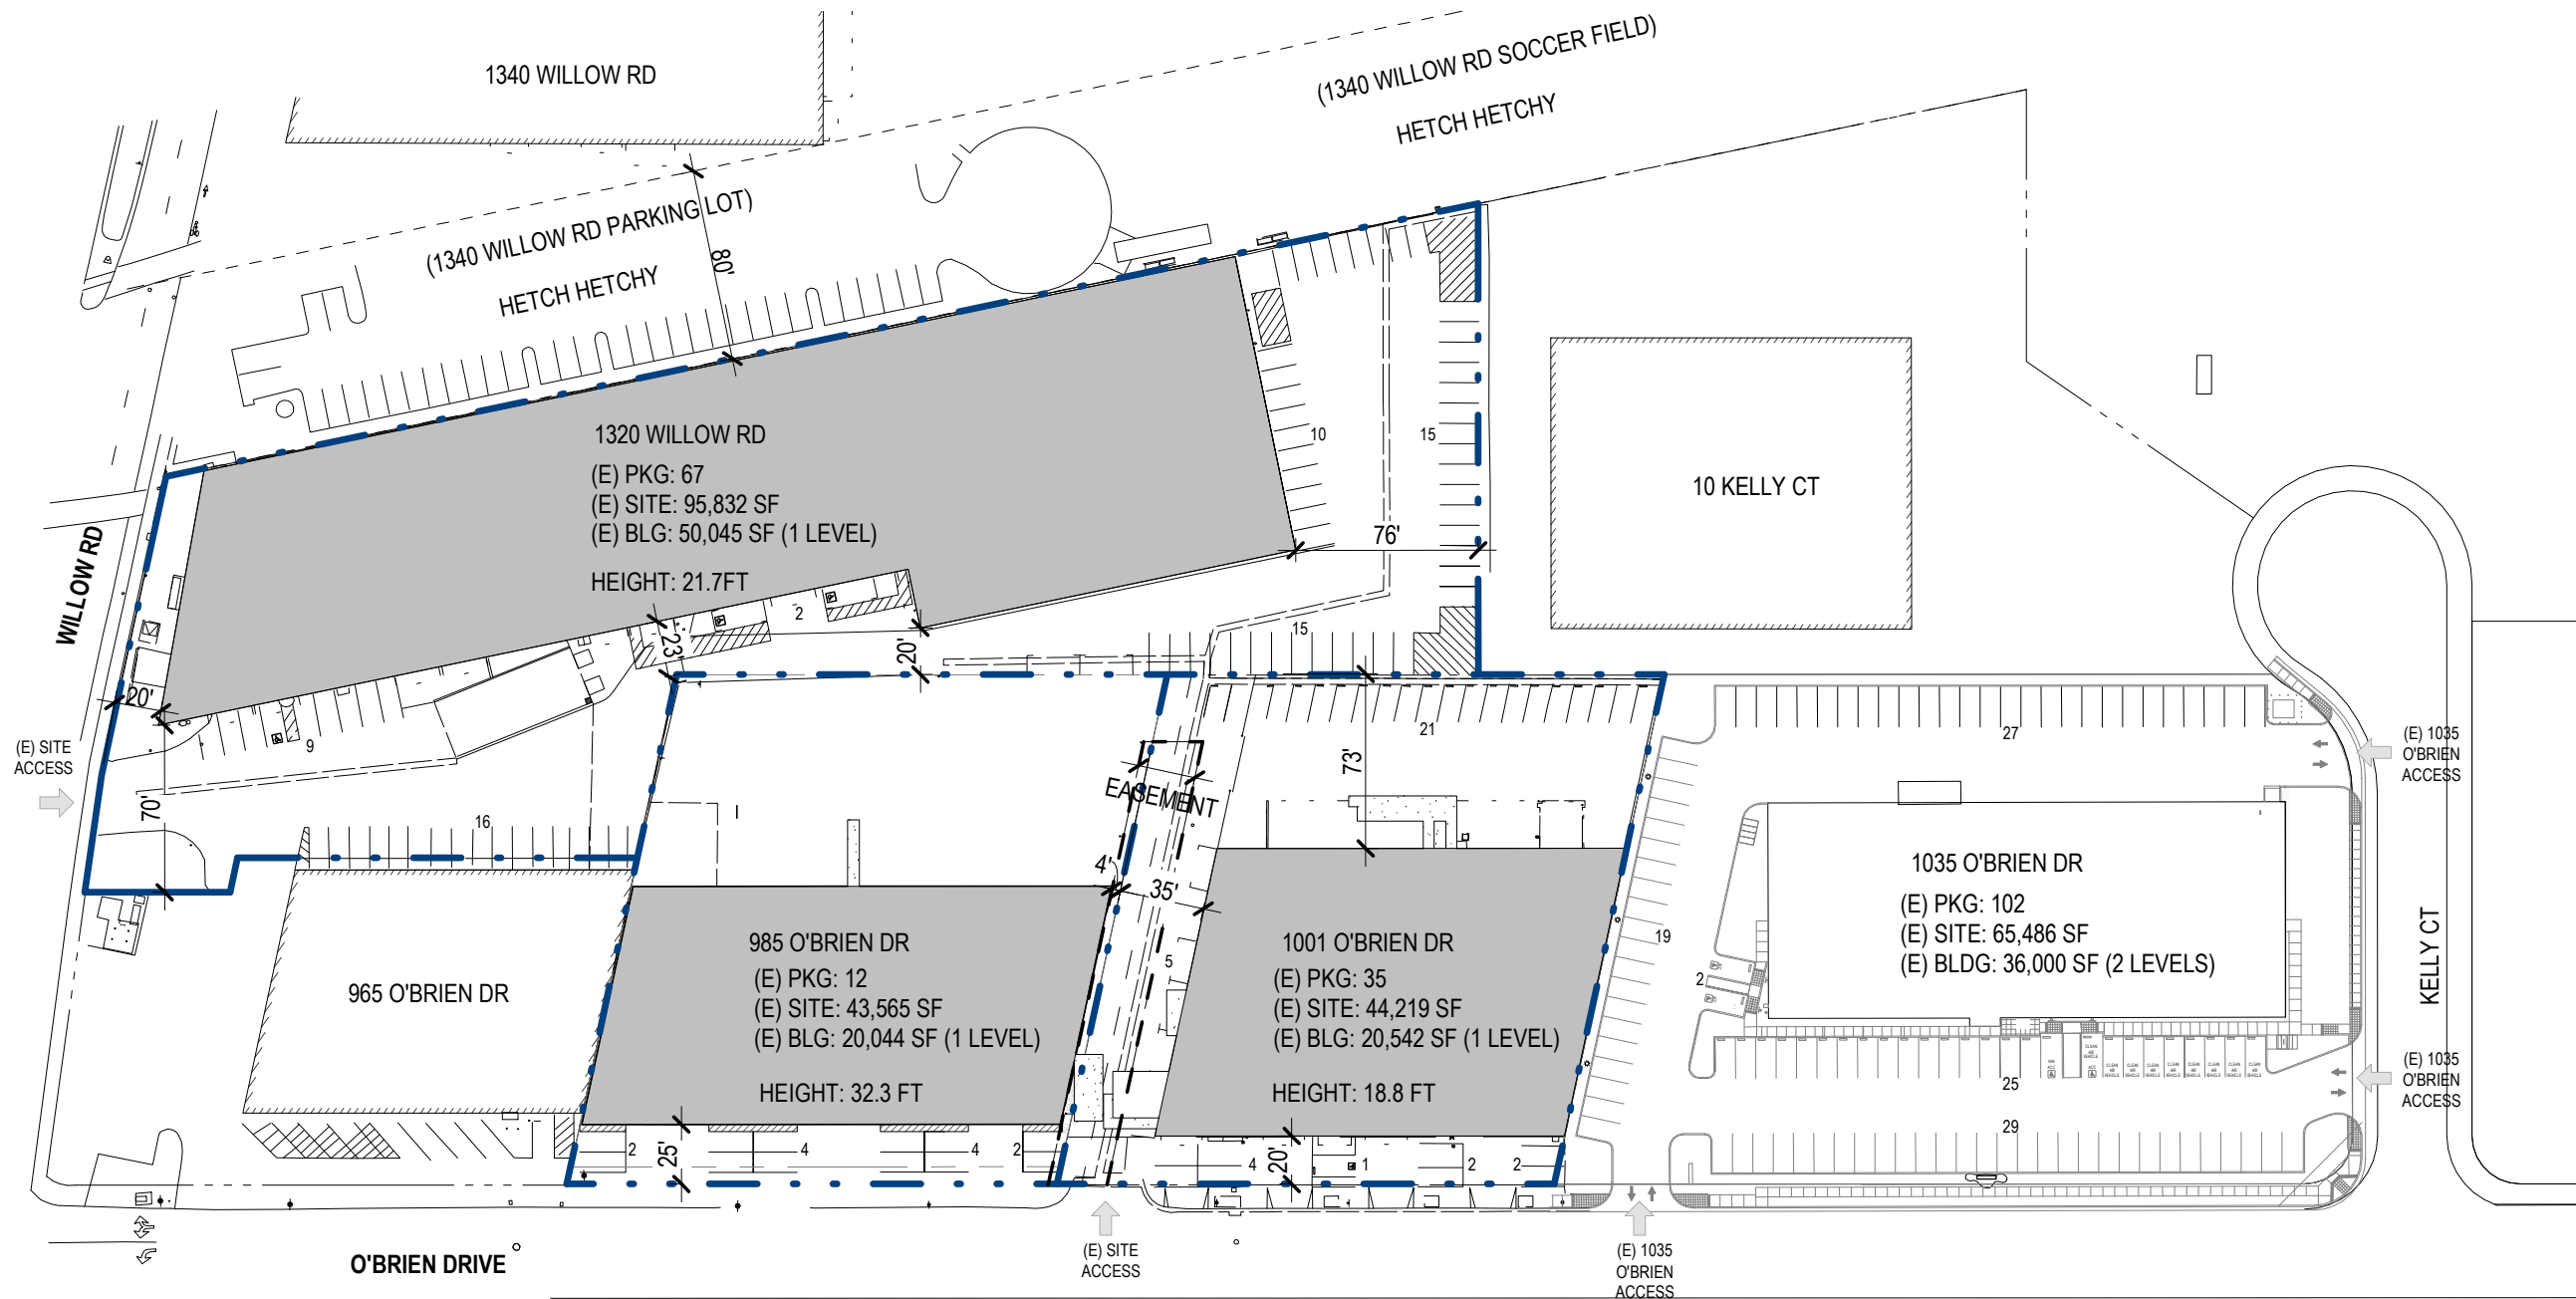 1340 WILLOW RD
(1340 WILLOW RD SOCCER FIELD)
HETCH HETCHY
(1340 WILLOW RD PARKING LOT)
HETCH HETCHY
80'
1320 WILLOW RD
(E) PKG: 67
(E) SITE: 95,832 SF
(E) BLG: 50,045 SF (1 LEVEL)
HEIGHT: 21.7FT
10
15
76'
10 KELLY CT
WILLOW RD
2
23'
20'
15
20'
9
(E) SITE
ACCESS
70'
16
21
73'
EASEMENT
4'
35'
27
(E) 1035
O'BRIEN
ACCESS
965 O'BRIEN DR
985 O'BRIEN DR
(E) PKG: 12
(E) SITE: 43,565 SF
(E) BLG: 20,044 SF (1 LEVEL)
HEIGHT: 32.3 FT
5
1001 O'BRIEN DR
(E) PKG: 35
(E) SITE: 44,219 SF
(E) BLG: 20,542 SF (1 LEVEL)
HEIGHT: 18.8 FT
19
2
1035 O'BRIEN DR
(E) PKG: 102
(E) SITE: 65,486 SF
(E) BLDG: 36,000 SF (2 LEVELS)
KELLY CT
25
29
(E) 1035
O'BRIEN
ACCESS
2
25'
4
4
2
4
20'
1
2
2
O'BRIEN DRIVE
(E) SITE
ACCESS
(E) 1035
O'BRIEN
ACCESS